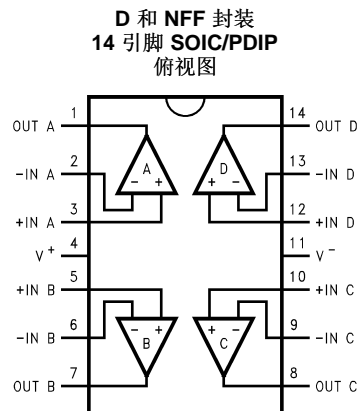 D 和 NFF 封装
14 引脚 SOIC/PDIP
俯视图
1 14
OUT A OUT D
2 13
-IN A A D -IN D
- + + -
3 12
+IN A +IN D
4 11
V+ V-
5 10
+IN B +IN C
- + + -
6 9
-IN B B C -IN C
7 8
OUT B OUT C